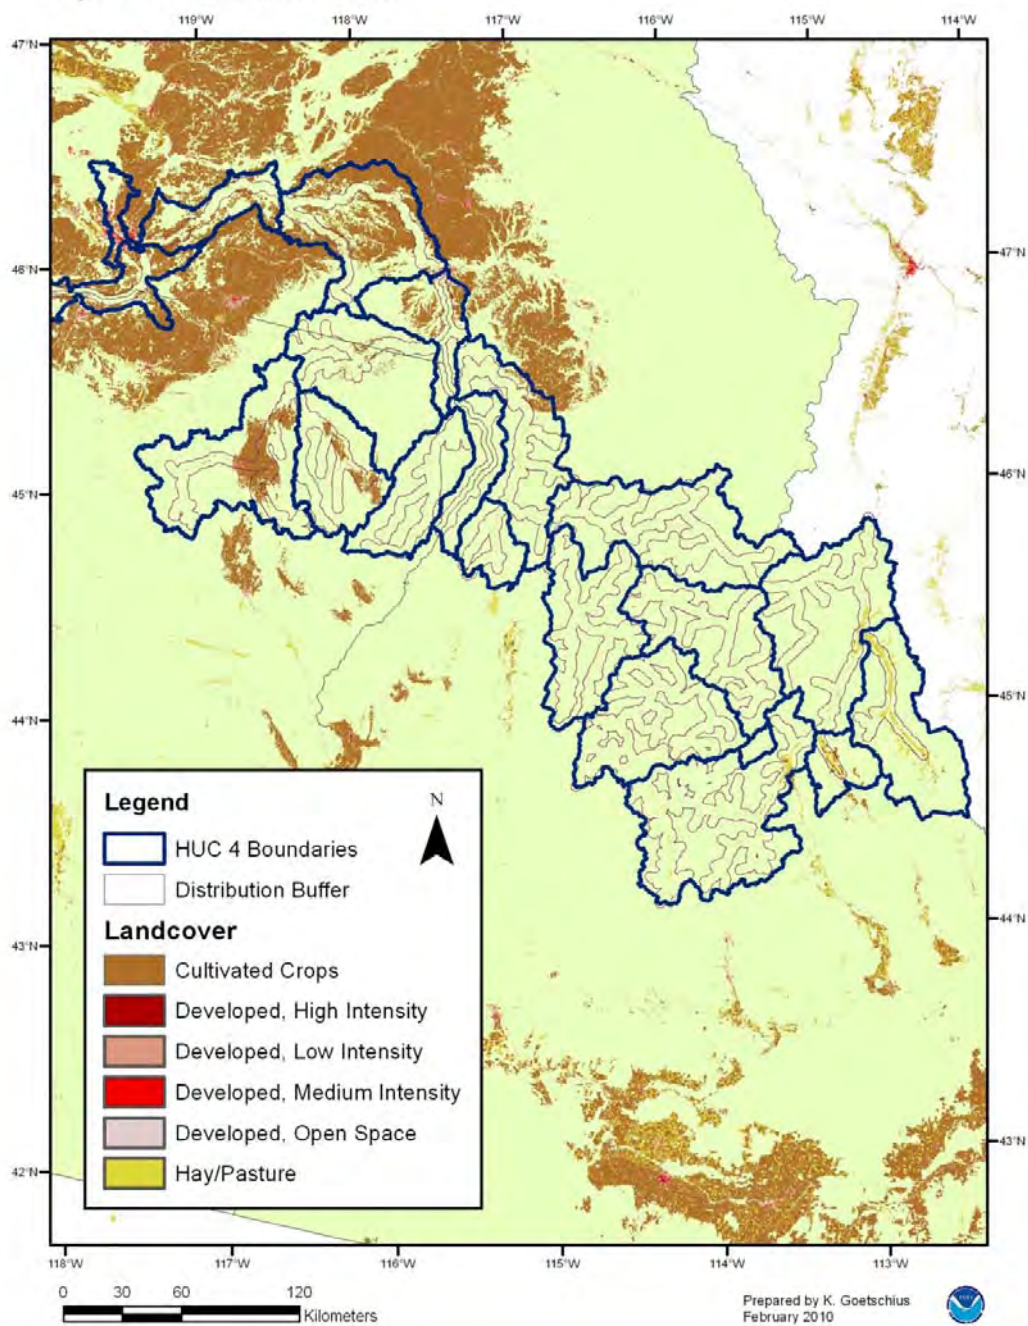 119°W 118°W 117°W 116°W 115°W 114°W
47°N
47°N
46°N
46°N
45°N
45°N
44°N
44°N
43°N
43°N
42°N
Legend
N
HUC 4 Boundaries
Distribution Buffer
Landcover
Cultivated Crops
Developed, High Intensity
Developed, Low Intensity
Developed, Medium Intensity
Developed, Open Space
Hay/Pasture
118°W 117°W 116°W 115°W 114°W 113°W
0 30 60 120
Kilometers
Prepared by K. Goetschius
February 2010